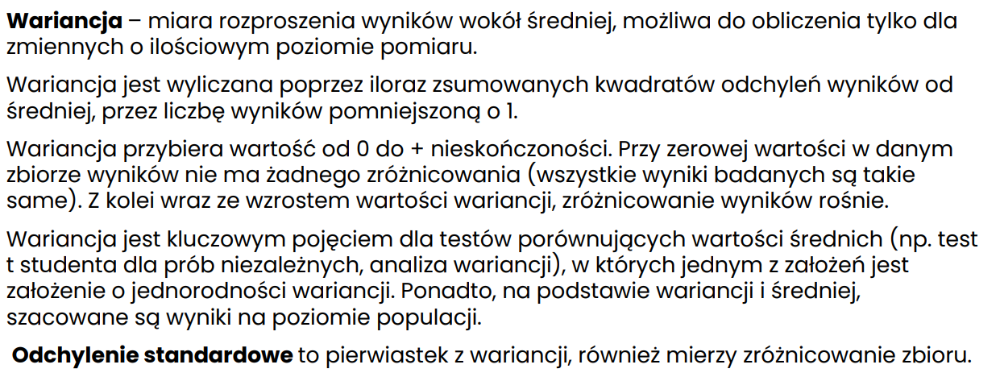 Wariancja – miara rozproszenia wyników wokół średniej, możliwa do obliczenia tylko dla
zmiennych o ilościowym poziomie pomiaru.
Wariancja jest wyliczana poprzez iloraz zsumowanych kwadratów odchyleń wyników od
średniej, przez liczbę wyników pomniejszoną o 1.
Wariancja przybiera wartość od 0 do + nieskończoności. Przy zerowej wartości w danym
zbiorze wyników nie ma żadnego zróżnicowania (wszystkie wyniki badanych są takie
same). Z kolei wraz ze wzrostem wartości wariancji, zróżnicowanie wyników rośnie.
Wariancja jest kluczowym pojęciem dla testów porównujących wartości średnich (np. test
t studenta dla prób niezależnych, analiza wariancji), w których jednym z założeń jest
założenie o jednorodności wariancji. Ponadto, na podstawie wariancji i średniej,
szacowane są wyniki na poziomie populacji.
Odchylenie standardowe to pierwiastek z wariancji, również mierzy zróżnicowanie zbioru.